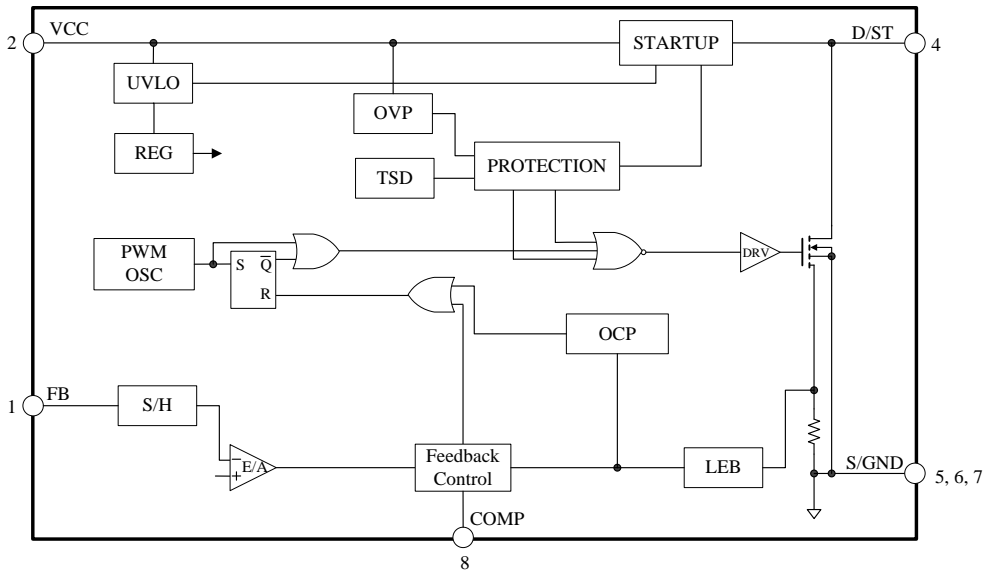 VCC
D/ST
2
STARTUP
4
UVLO
OVP
REG
PROTECTION
TSD
PWM
OSC
S
Q̅
R
DRV
OCP
FB
1
S/H
−
+
E/A
Feedback
Control
LEB
S/GND
5, 6, 7
COMP
8